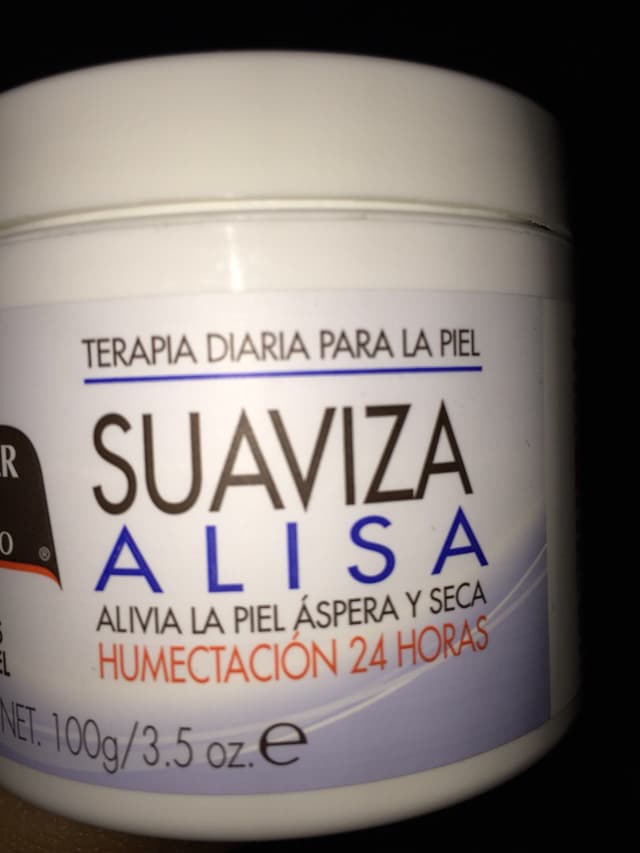 TERAPIA DIARIA PARA LA PIEL
SUAVIZA
ALISA
ALIVIA LA PIEL ÁSPERA Y SECA
HUMECTACIÓN 24 HORAS
NET. 100g/3.5 oz. e
®